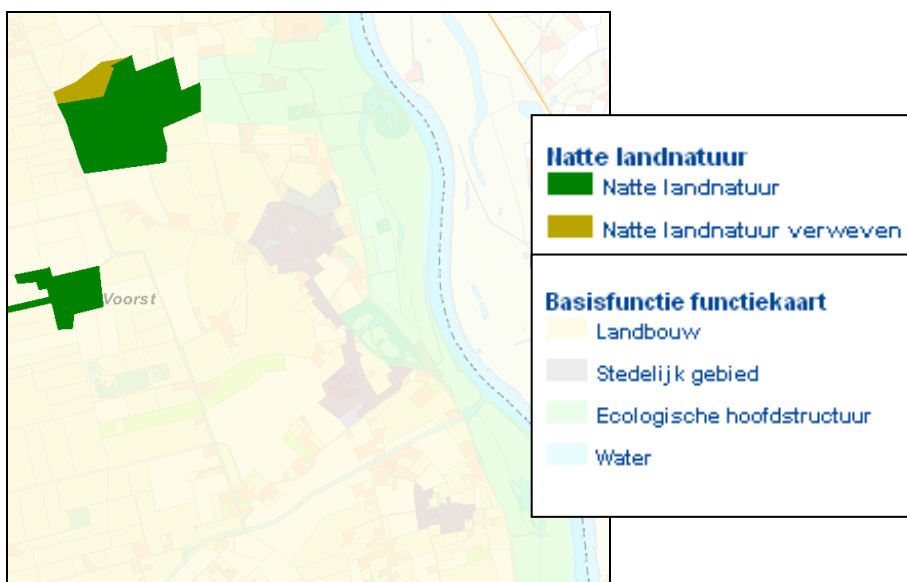 Voorst
Natte landnatuur
Natte landnatuur
Natte landnatuur verweven
Basisfunctie functiekaart
Landbouw
Stedelijk gebied
Ecologische hoofdstructuur
Water